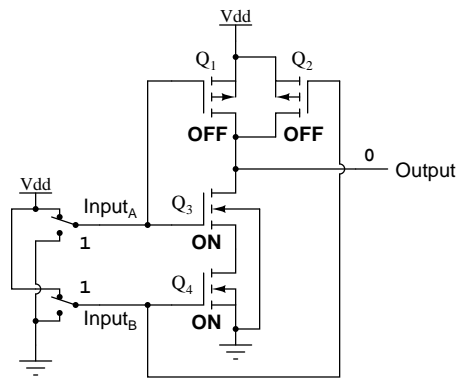 Vdd
Q1
Q2
OFF
OFF
0
Output
Vdd
InputA
Q3
1
ON
1
Q4
InputB
ON